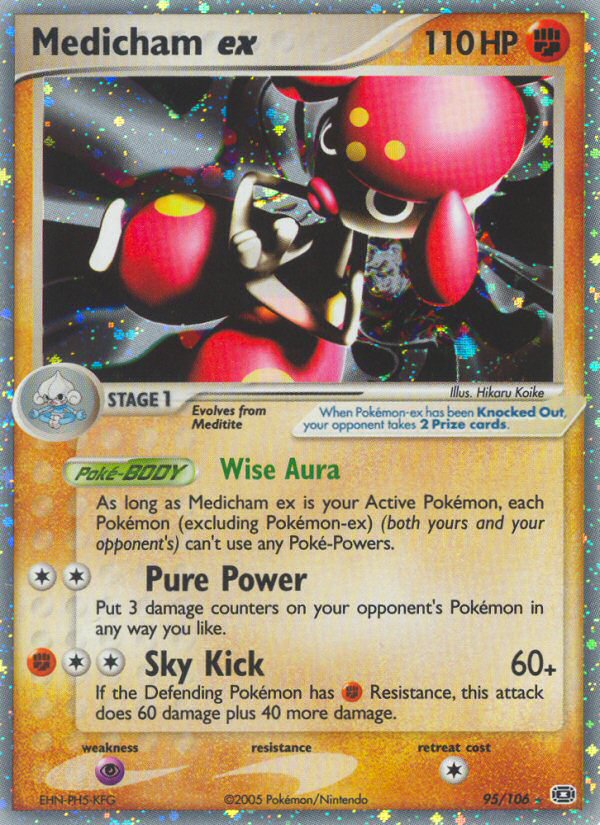 Medicham ex 110 HP
Illus. Hikaru Koike
STAGE 1
Evolves from
Meditite
When Pokémon-ex has been Knocked Out,
your opponent takes 2 Prize cards.
Poké-BODY Wise Aura
As long as Medicham ex is your Active Pokémon, each
Pokémon (excluding Pokémon-ex) (both yours and your
opponent's) can't use any Poké-Powers.
Pure Power
Put 3 damage counters on your opponent's Pokémon in
any way you like.
Sky Kick 60+
If the Defending Pokémon has Resistance, this attack
does 60 damage plus 40 more damage.
weakness resistance retreat cost
EHN-PH5-KFG ©2005 Pokémon/Nintendo 95/106